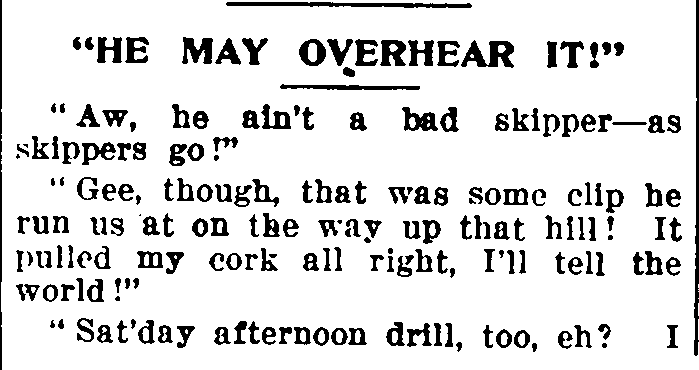 "HE MAY OVERHEAR IT!"
"Aw, he ain't a bad skipper—as
skippers go!"
"Gee, though, that was some clip he
run us at on the way up that hill! It
pulled my cork all right, I'll tell the
world!"
"Sat'day afternoon drill, too, eh? I